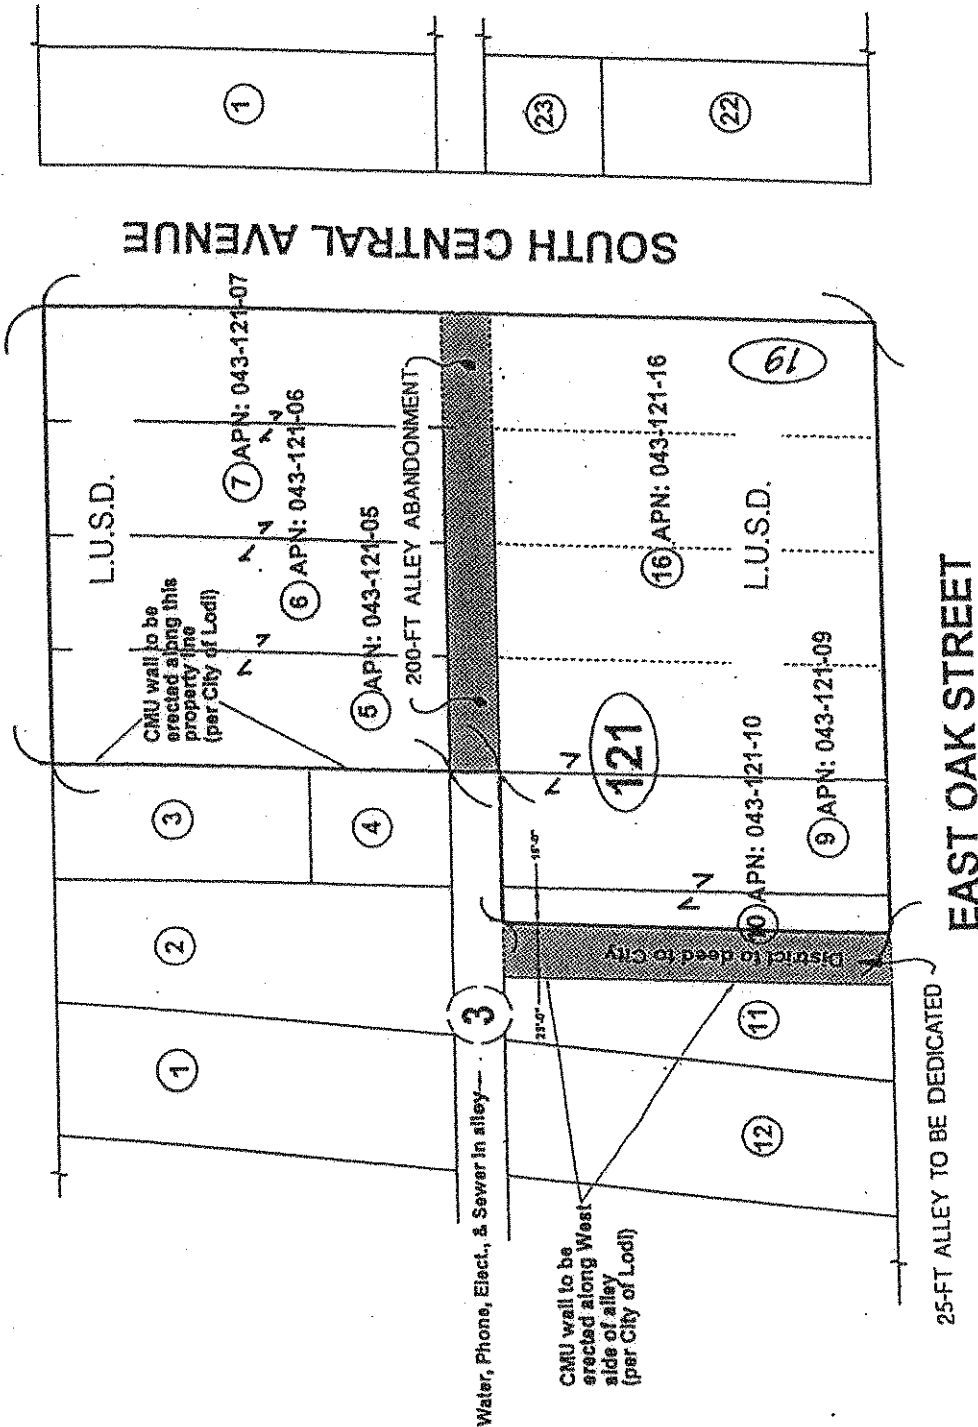 L.U.S.D.
CMU wall to be
erected along this
property line
(per City of Lodi)
7 APN: 043-121-07
6 APN: 043-121-06
5 APN: 043-121-05
200-FT ALLEY ABANDONMENT
1
2
3
4
SOUTH CENTRAL AVENUE
1
23
22
Water, Phone, Elect., & Sewer in alley
3
25'-0"
15'-0"
121
16 APN: 043-121-16
L.U.S.D.
19
10 APN: 043-121-10
9 APN: 043-121-09
District to deed to City
11
12
CMU wall to be
erected along West
side of alley
(per City of Lodi)
25-FT ALLEY TO BE DEDICATED
EAST OAK STREET